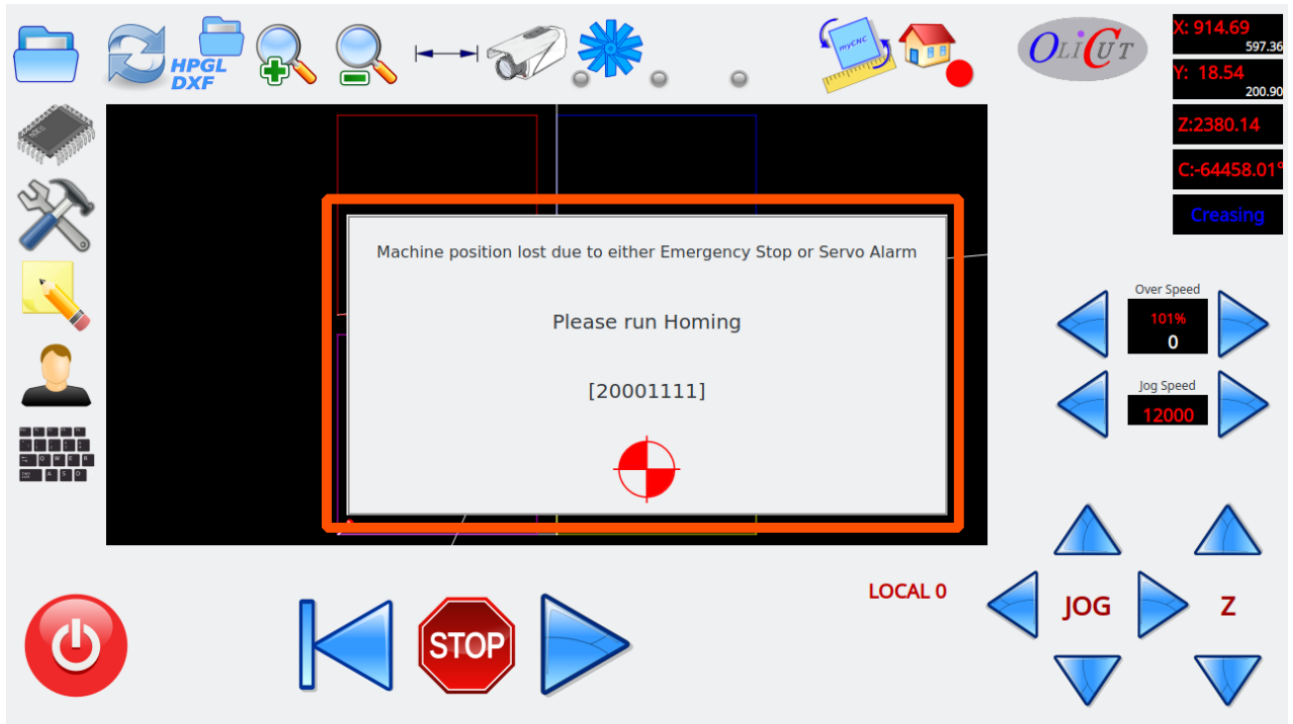 HPGL
DXF
myCNC
OLICUT
X: 914.69
597.36
Y: 18.54
200.90
Z:2380.14
C:-64458.01°
Creasing
Machine position lost due to either Emergency Stop or Servo Alarm
Please run Homing
[20001111]
Over Speed
101%
0
Jog Speed
12000
LOCAL 0
STOP
JOG
Z